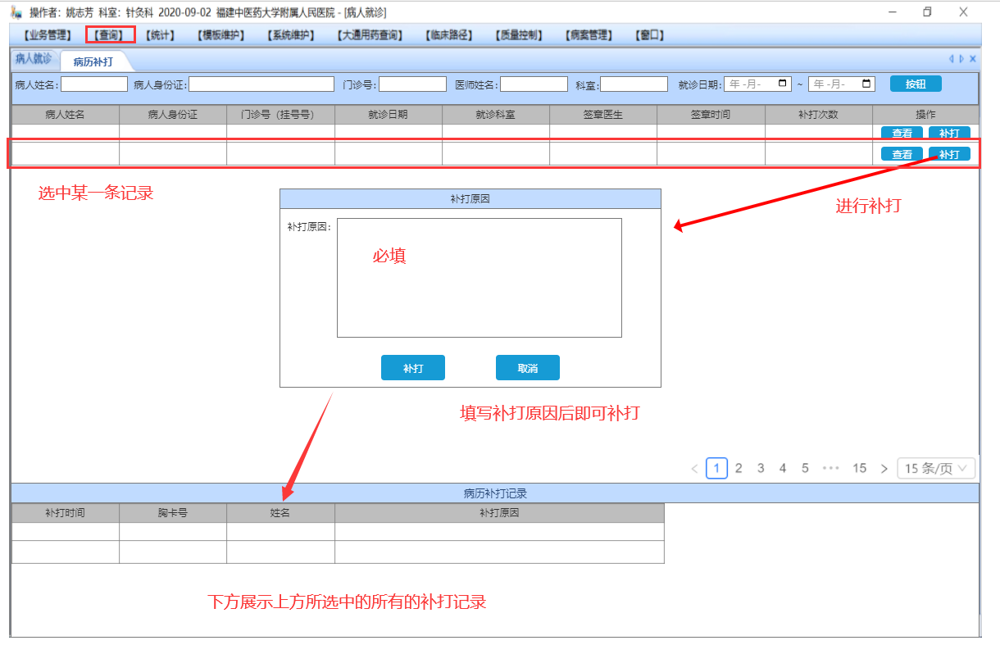 操作者：姚志芳 科室：针灸科 2020-09-02 福建中医药大学附属人民医院 - [病人就诊]
【业务管理】 【查询】 【统计】 【模板维护】 【系统维护】 【大通用药查询】 【临床路径】 【质量控制】 【病案管理】 【窗口】
病人就诊 病历补打
病人姓名: 病人身份证: 门诊号: 医师姓名: 科室: 就诊日期: 年 -月- ~ 年 -月- 按钮
病人姓名 病人身份证 门诊号（挂号号） 就诊日期 就诊科室 签章医生 签章时间 补打次数 操作
查看 补打
查看 补打
选中某一条记录
进行补打
补打原因
补打原因:
必填
补打 取消
填写补打原因后即可补打
< 1 2 3 4 5 ••• 15 > 15 条/页
病历补打记录
补打时间 胸卡号 姓名 补打原因
下方展示上方所选中的所有的补打记录